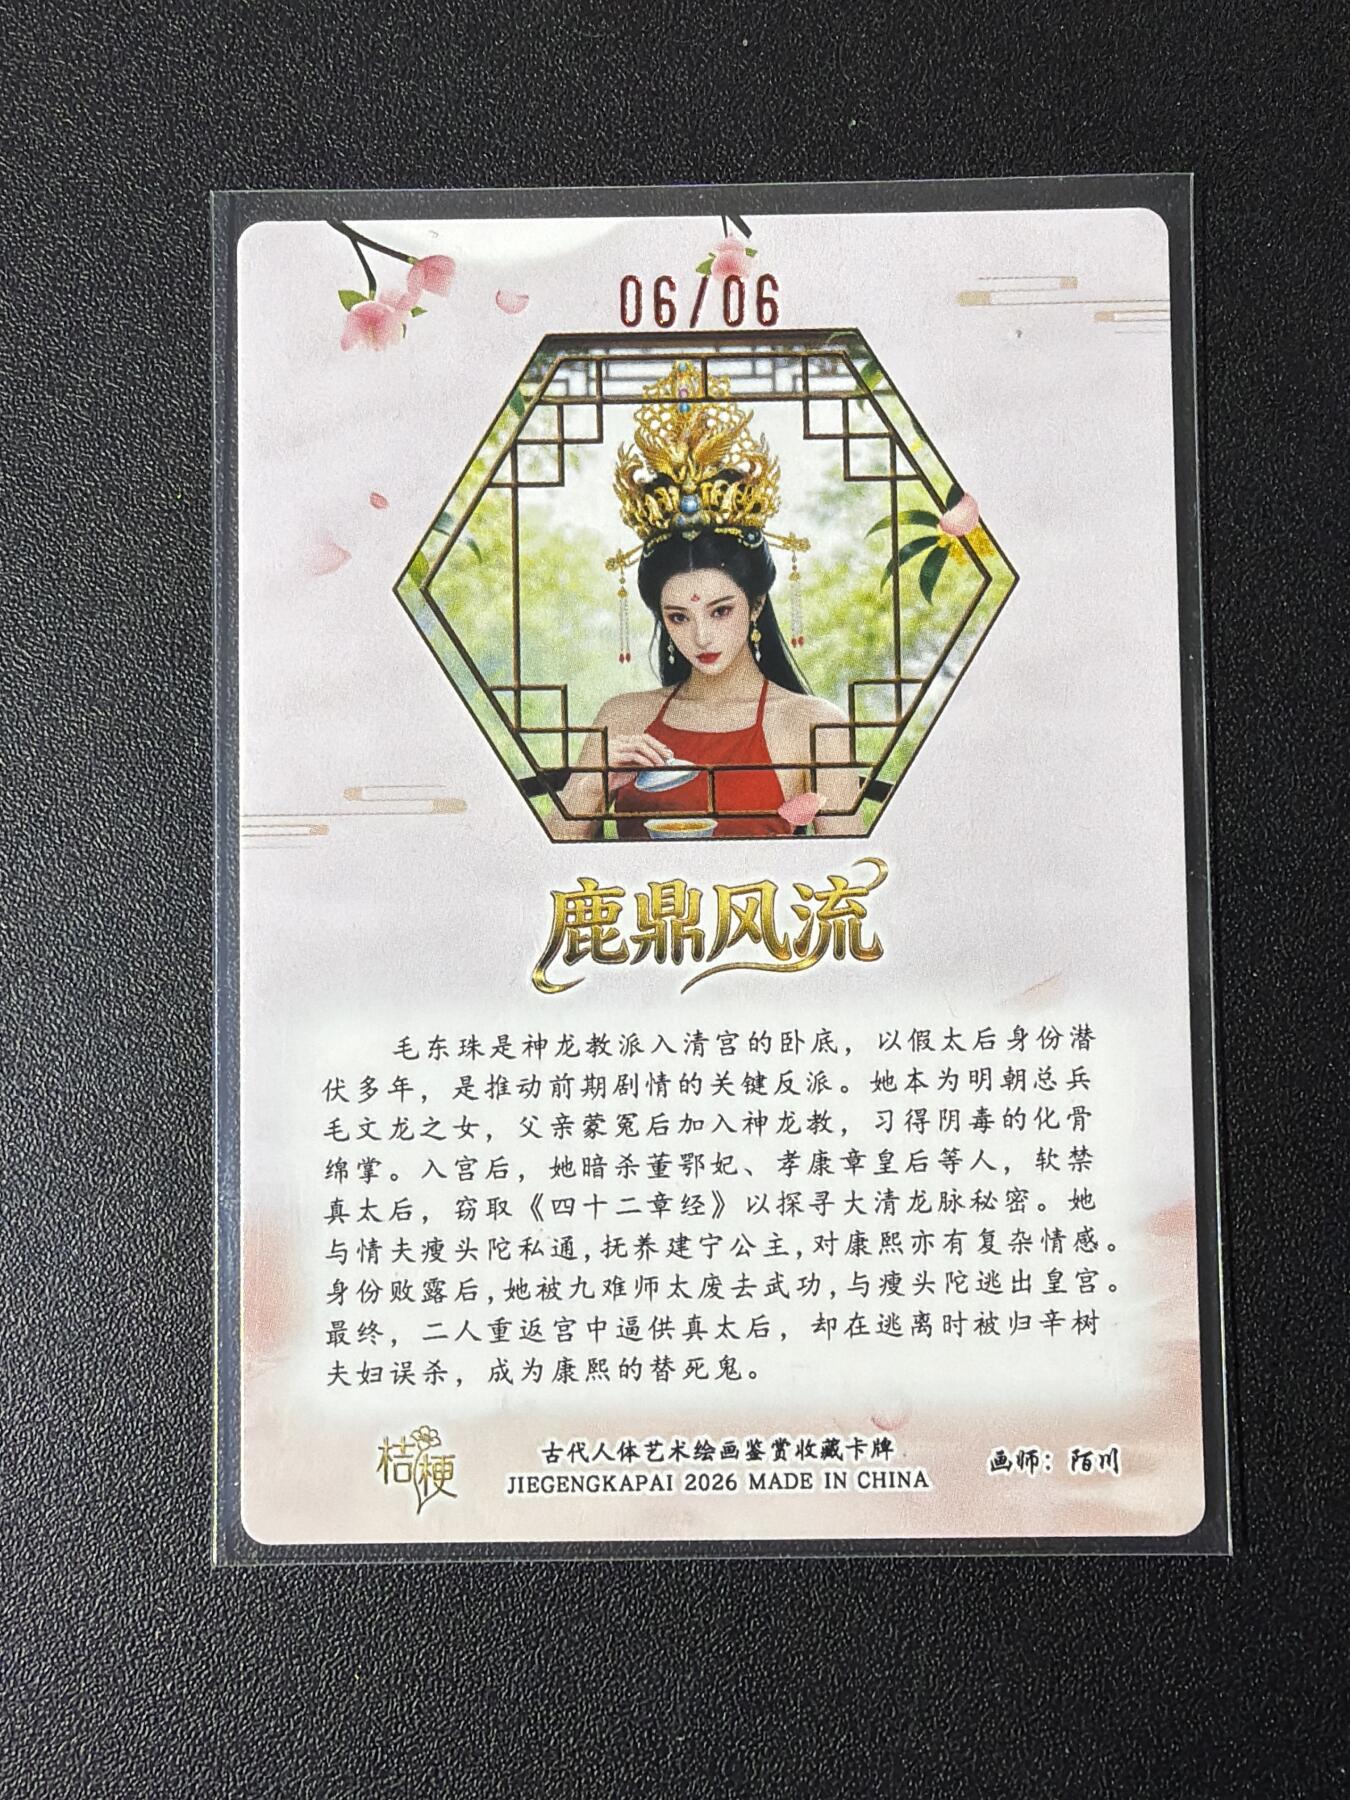 06/06
鹿鼎风流
毛东珠是神龙教派入清宫的卧底，以假太后身份潜
伏多年，是推动前期剧情的关键反派。她本为明朝总兵
毛文龙之女，父亲蒙冤后加入神龙教，习得阴毒的化骨
绵掌。入宫后，她暗杀董鄂妃、孝康章皇后等人，软禁
真太后，窃取《四十二章经》以探寻大清龙脉秘密。她
与情夫瘦头陀私通，抚养建宁公主，对康熙亦有复杂情感。
身份败露后，她被九难师太废去武功，与瘦头陀逃出皇宫。
最终，二人重返宫中逼供真太后，却在逃离时被归辛树
夫妇误杀，成为康熙的替死鬼。
桔梗
古代人体艺术绘画鉴赏收藏卡牌
JIEGENGKAPAI 2026 MADE IN CHINA
画师：陌川